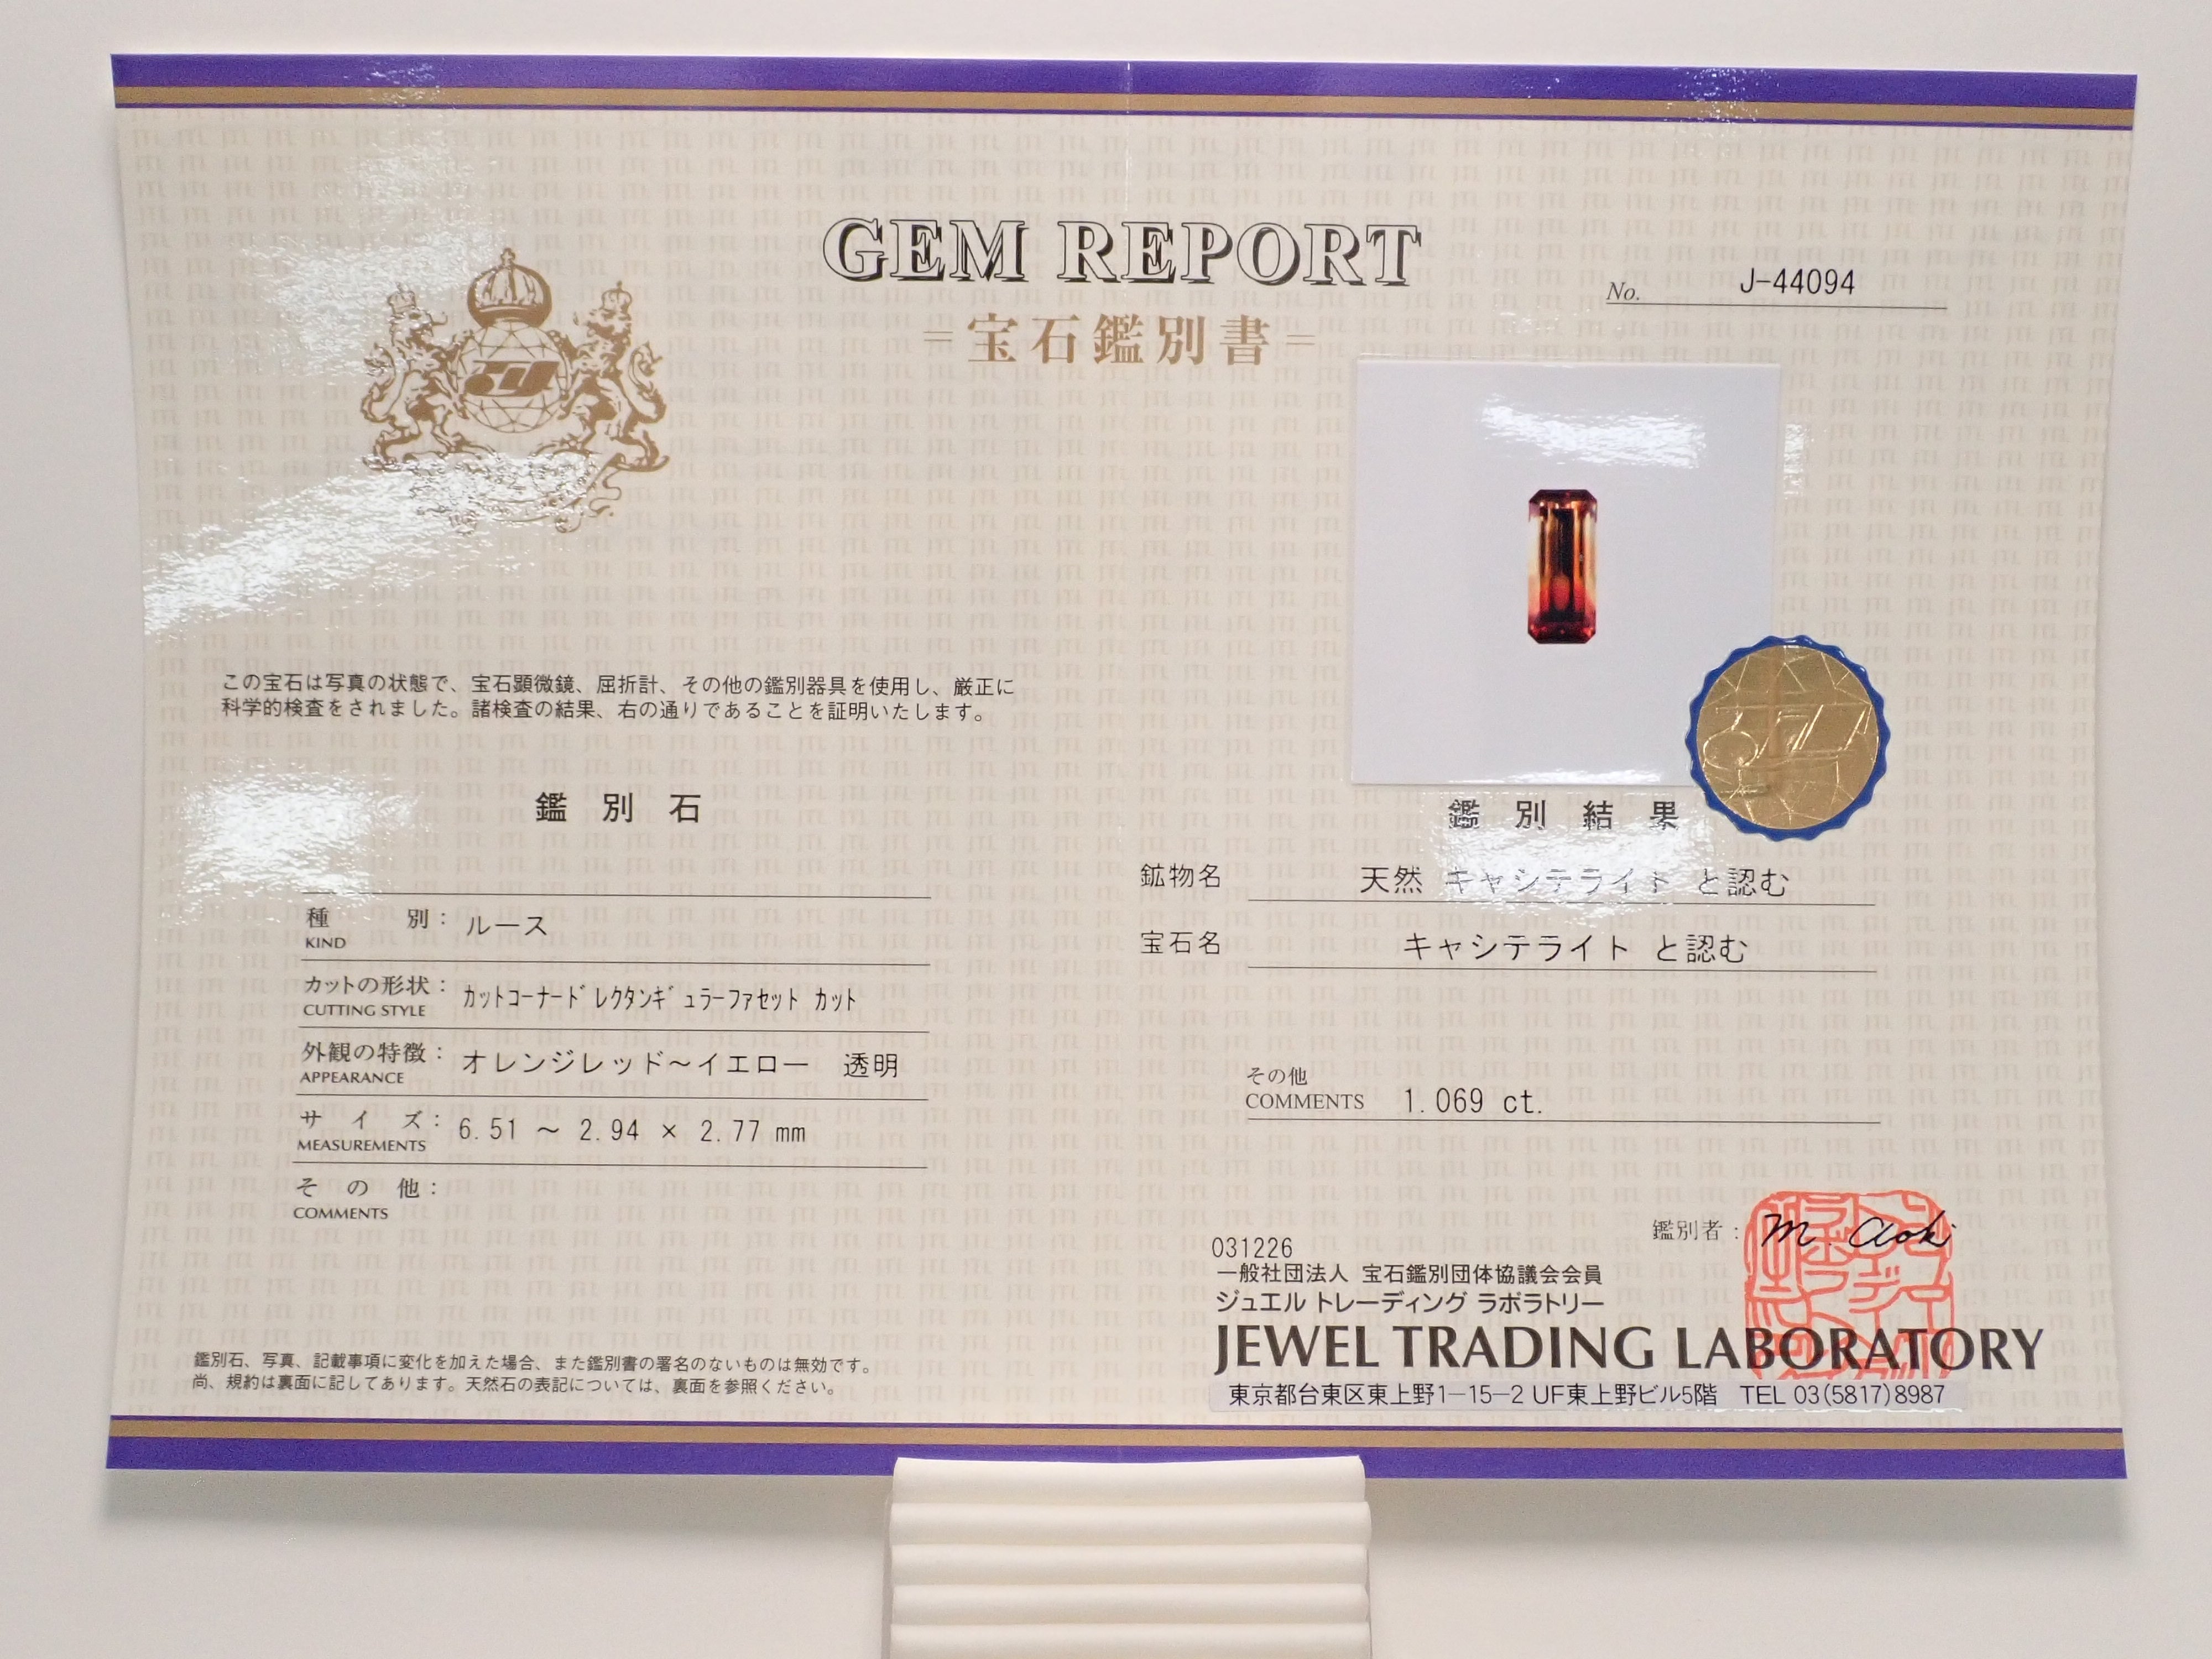 GEM REPORT
=宝石鑑別書=
No. J-44094
この宝石は写真の状態で、宝石顕微鏡、屈折計、その他の鑑別器具を使用し、厳正に
科学的検査をされました。諸検査の結果、右の通りであることを証明いたします。
鑑別石
種別: ルース
KIND
カットの形状: ｶｯﾄｺｰﾅｰﾄﾞﾚｸﾀﾝｷﾞｭﾗｰﾌｧｾｯﾄ ｶｯﾄ
CUTTING STYLE
外観の特徴: オレンジレッド～イエロー 透明
APPEARANCE
サイズ: 6.51 ～ 2.94 × 2.77 mm
MEASUREMENTS
その他:
COMMENTS
鑑別石、写真、記載事項に変化を加えた場合、また鑑別書の署名のないものは無効です。
尚、規約は裏面に記してあります。天然石の表記については、裏面を参照ください。
鑑別結果
鉱物名 天然 キャシテライト と認む
宝石名 キャシテライト と認む
その他
COMMENTS 1.069 ct.
鑑別者: M. Aoki
031226
一般社団法人 宝石鑑別団体協議会会員
ジュエル トレーディング ラボラトリー
JEWEL TRADING LABORATORY
東京都台東区東上野1－15－2 UF東上野ビル5階 TEL 03(5817)8987